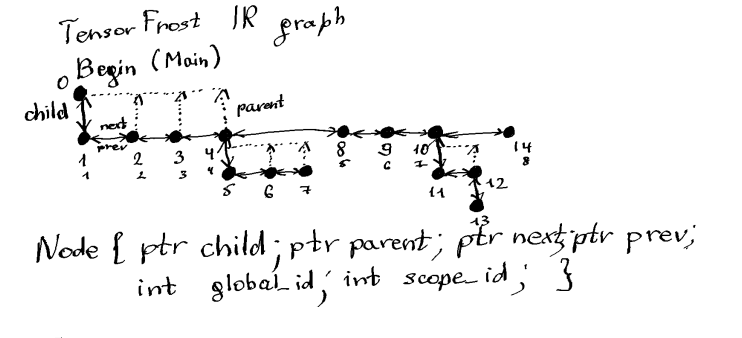 TensorFrost IR graph
0 Begin (Main)
child
next
prev
parent
1 2 3 4 8 9 10 14
1 2 3 4 5 6 7 8
5 6 7 11 12
13
Node { ptr child; ptr parent; ptr next; ptr prev;
int global_id; int scope_id; }